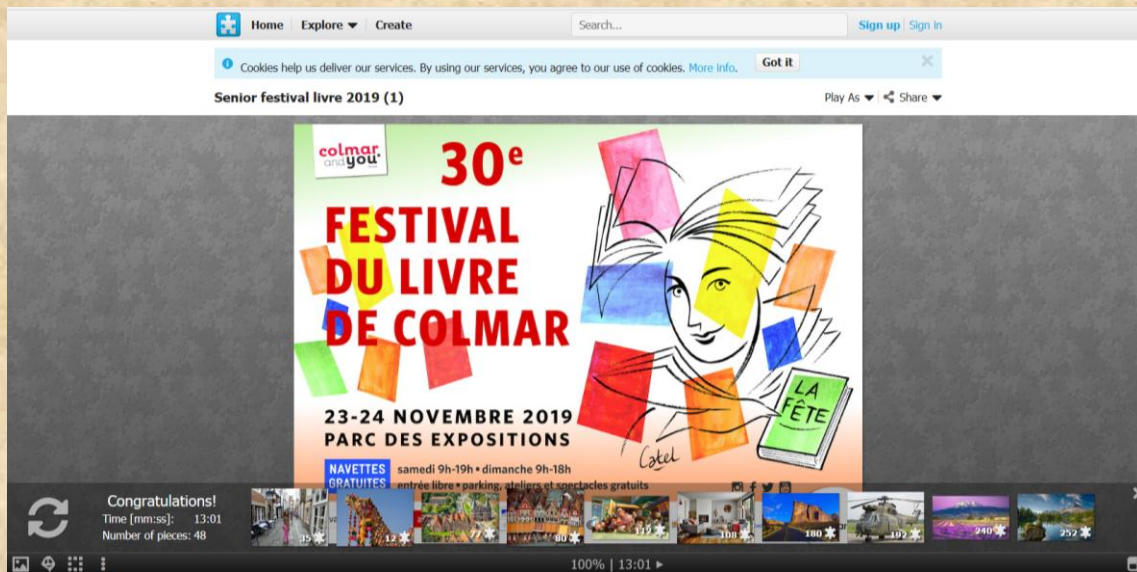 Home Explore Create Search... Sign up Sign in
Cookies help us deliver our services. By using our services, you agree to our use of cookies. More info. Got it
Senior festival livre 2019 (1) Play As Share
colmar
and you
30e
FESTIVAL
DU LIVRE
DE COLMAR
LA
FÊTE
Catel
23-24 NOVEMBRE 2019
PARC DES EXPOSITIONS
NAVETTES
GRATUITES
samedi 9h-19h • dimanche 9h-18h
entrée libre • parking, ateliers et spectacles gratuits
Congratulations!
Time [mm:ss]: 13:01
Number of pieces: 48
35 12 77 80 112 108 180 192 240 252
100% | 13:01